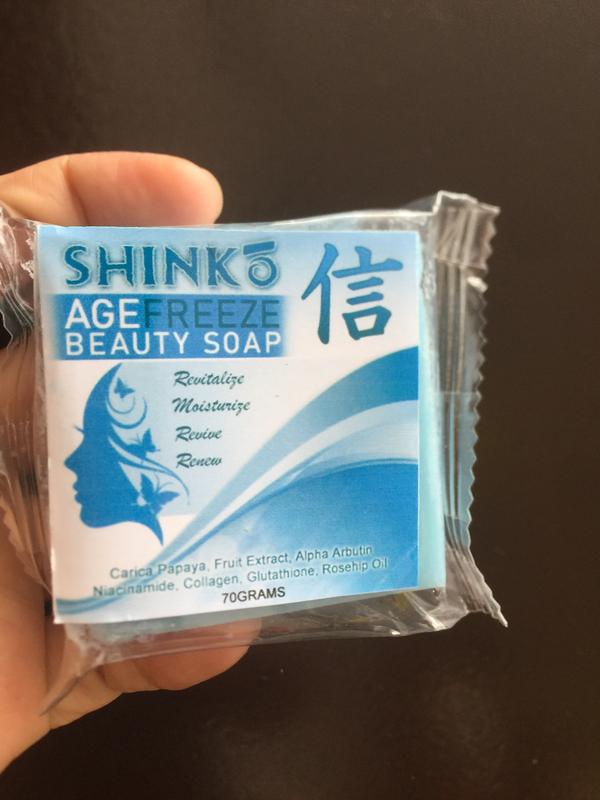 SHINKō
信
AGEFREEZE
BEAUTY SOAP
Revitalize
Moisturize
Revive
Renew
Carica Papaya, Fruit Extract, Alpha Arbutin
Niacinamide, Collagen, Glutathione, Rosehip Oil
70GRAMS